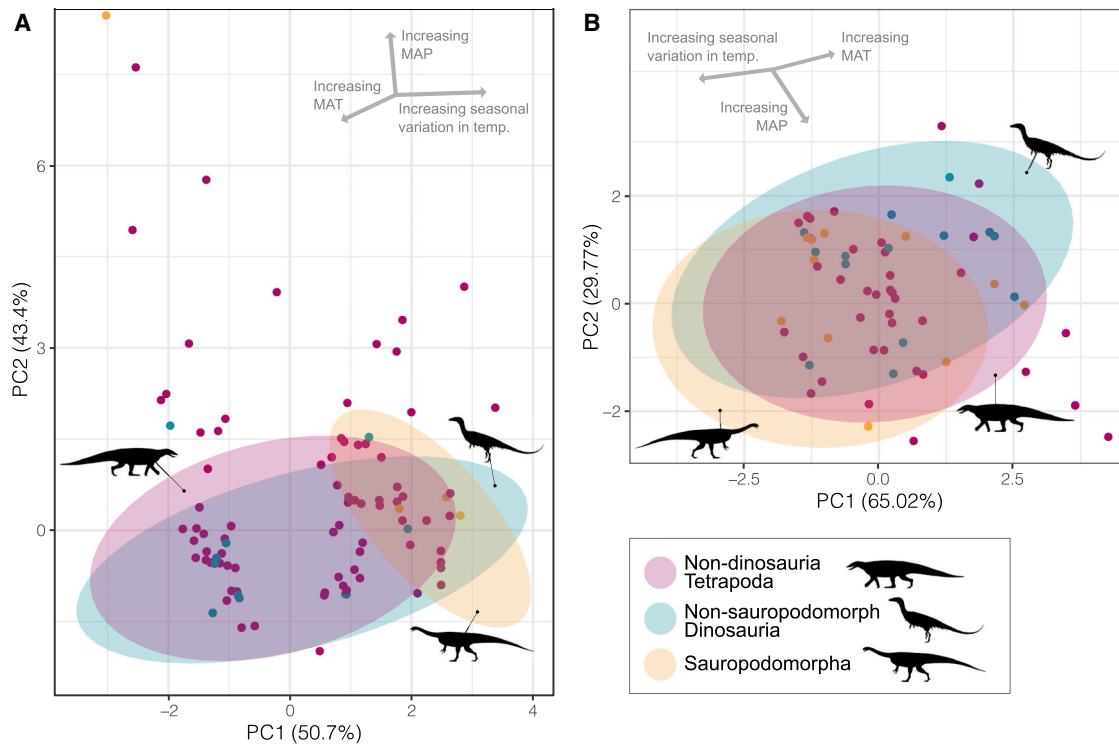 A
Increasing
MAP
Increasing
MAT
Increasing seasonal
variation in temp.
6
3
0
PC2 (43.4%)
−2
0
2
4
PC1 (50.7%)
B
Increasing seasonal
variation in temp.
Increasing
MAT
Increasing
MAP
2
0
−2
PC2 (29.77%)
−2.5
0.0
2.5
PC1 (65.02%)
Non-dinosauria
Tetrapoda
Non-sauropodomorph
Dinosauria
Sauropodomorpha